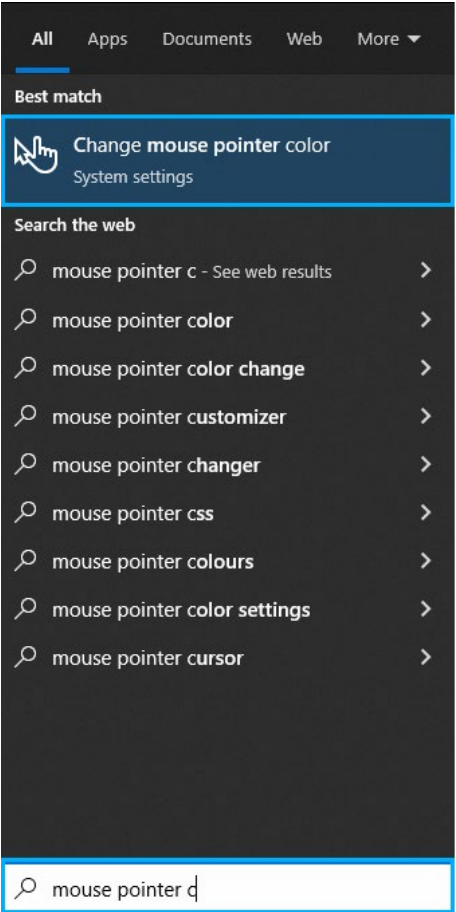 All Apps Documents Web More
Best match
Change mouse pointer color
System settings
Search the web
mouse pointer c - See web results
mouse pointer color
mouse pointer color change
mouse pointer customizer
mouse pointer changer
mouse pointer css
mouse pointer colours
mouse pointer color settings
mouse pointer cursor
mouse pointer c